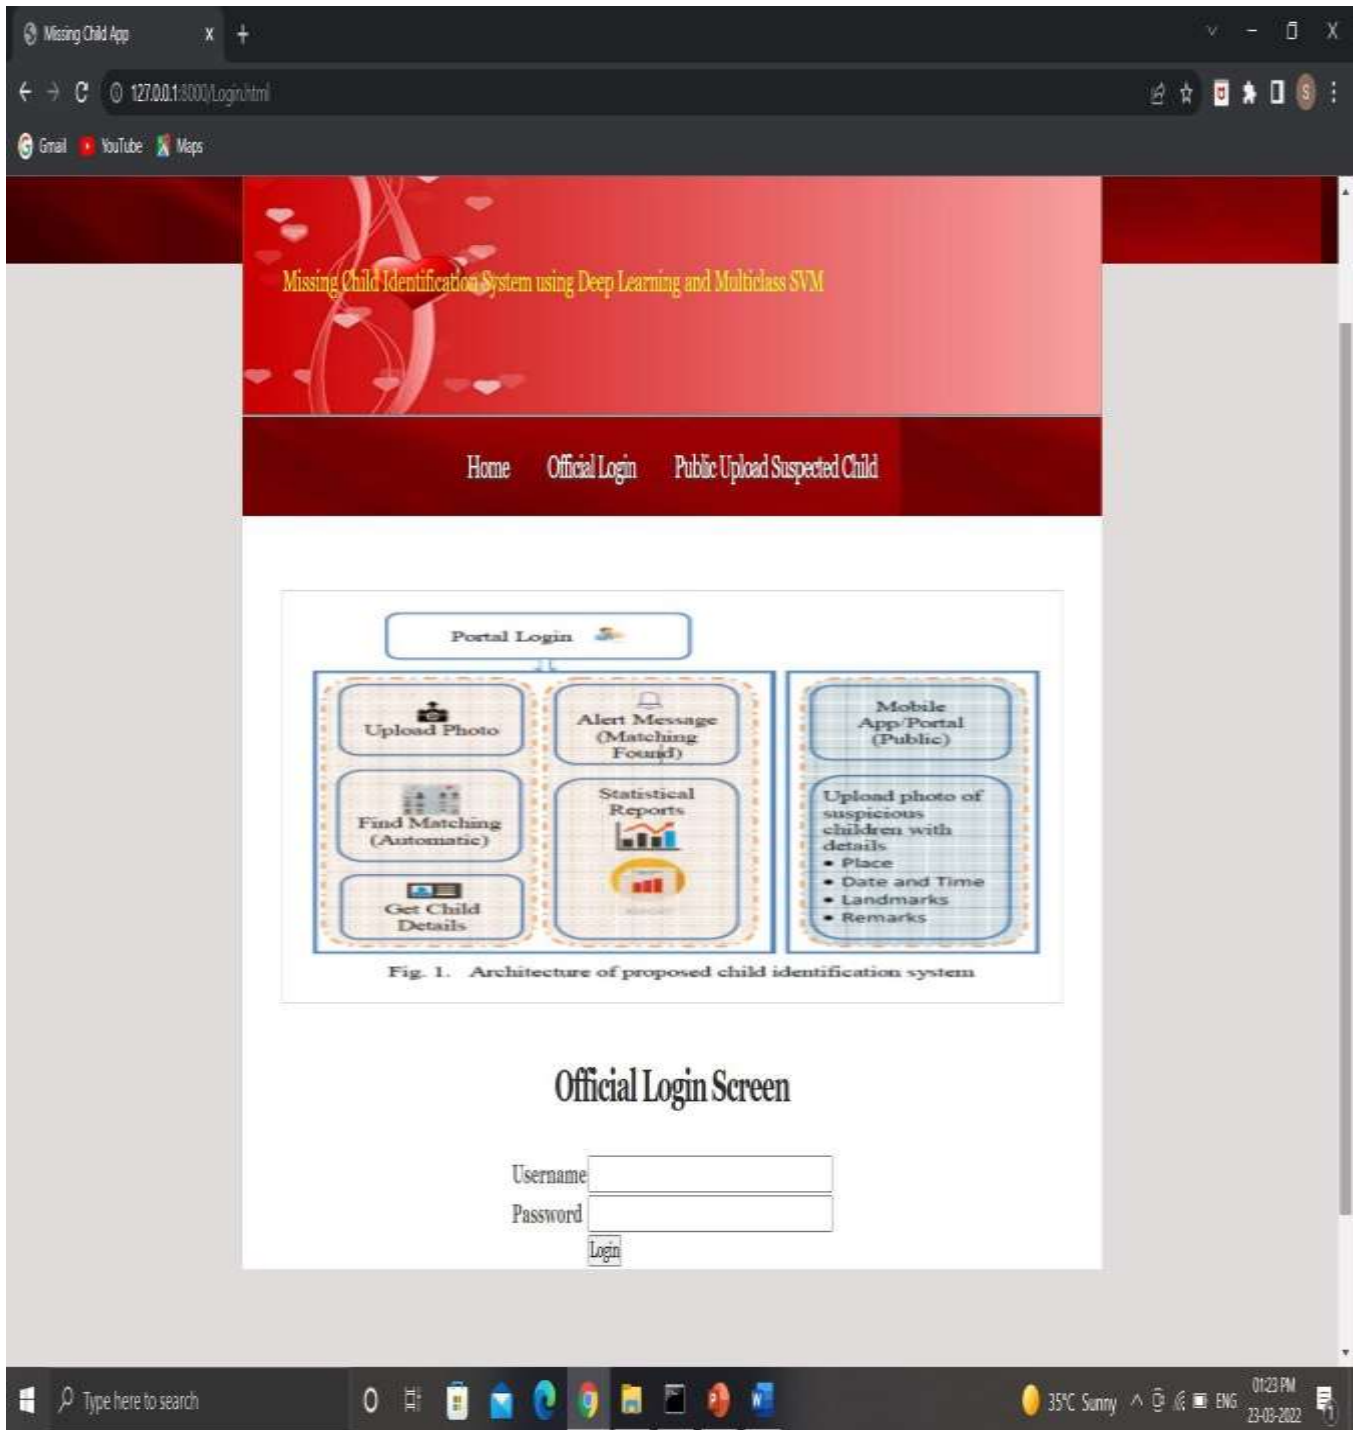 Missing Child App
127.0.0.1:8000/Login.html
S
Gmail YouTube Maps
Missing Child Identification System using Deep Learning and Multiclass SVM
Home Official Login Public Upload Suspected Child
Portal Login
Upload Photo
Find Matching
(Automatic)
Get Child
Details
Alert Message
(Matching
Found)
Statistical
Reports
Mobile
App/Portal
(Public)
Upload photo of
suspicious
children with
details
• Place
• Date and Time
• Landmarks
• Remarks
Fig. 1. Architecture of proposed child identification system
Official Login Screen
Username
Password
Login
Type here to search
35°C Sunny
ENG
01:23 PM
23-03-2022
1